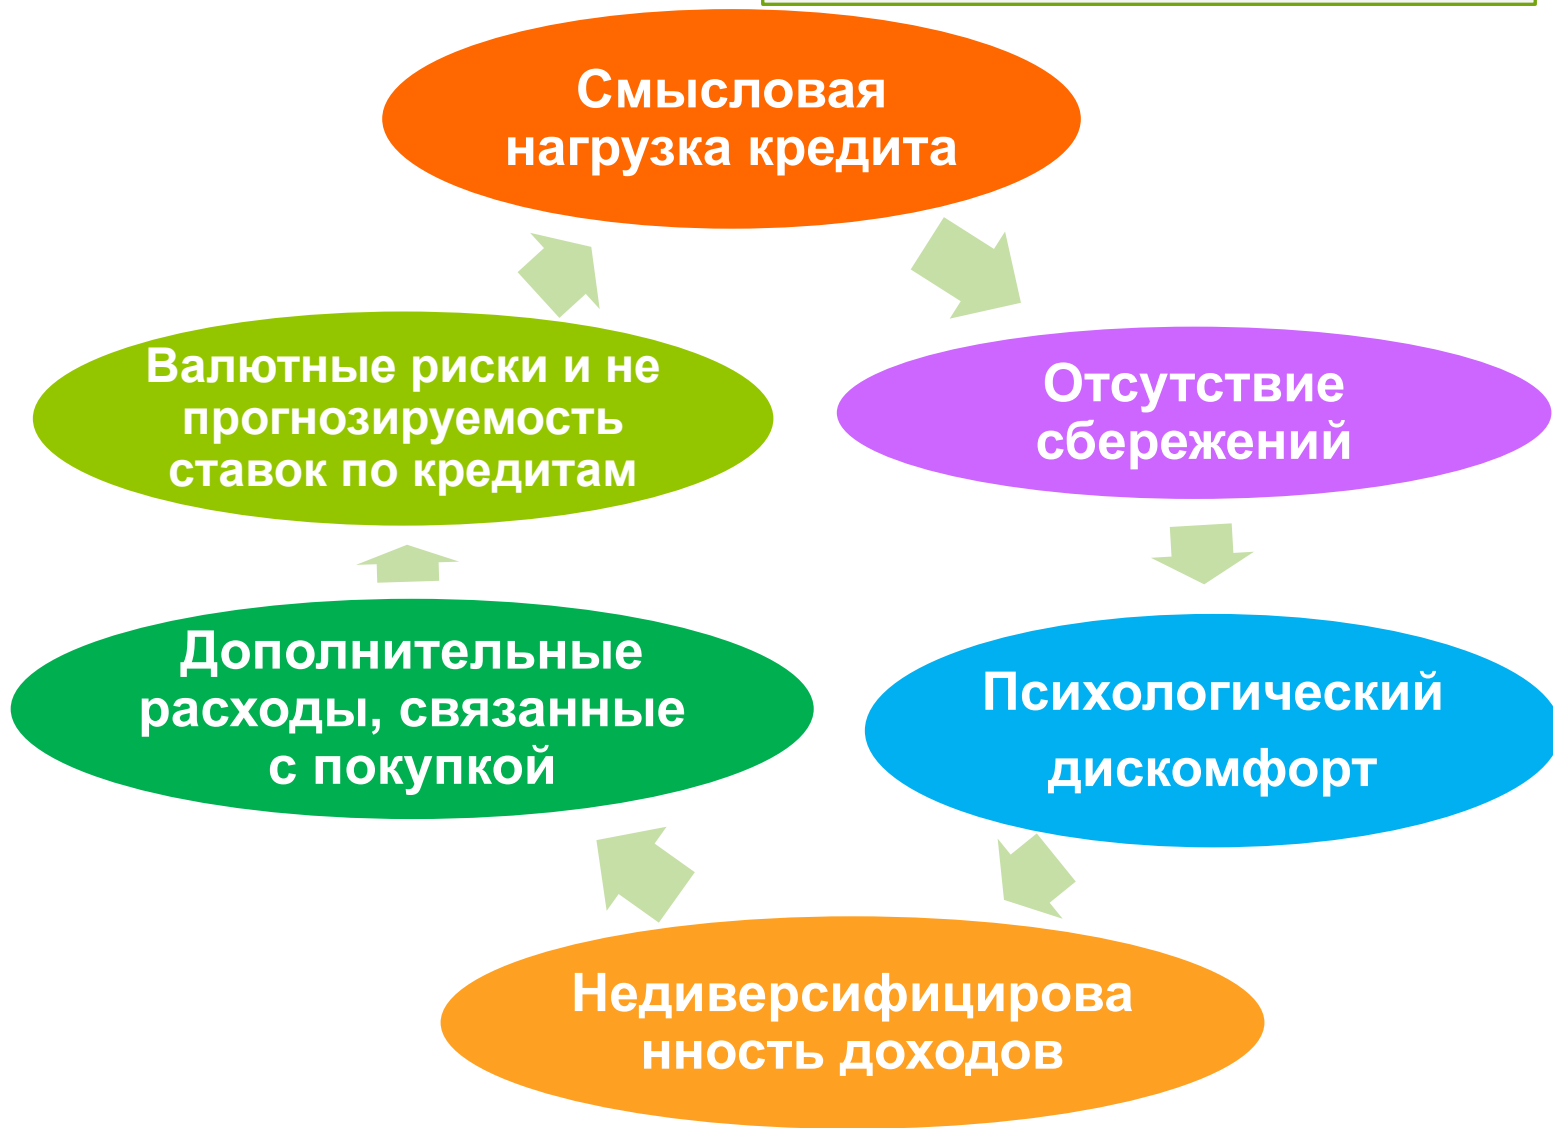 Смысловая
нагрузка кредита
Отсутствие
сбережений
Психологический
дискомфорт
Недиверсифицирова
нность доходов
Дополнительные
расходы, связанные
с покупкой
Валютные риски и не
прогнозируемость
ставок по кредитам